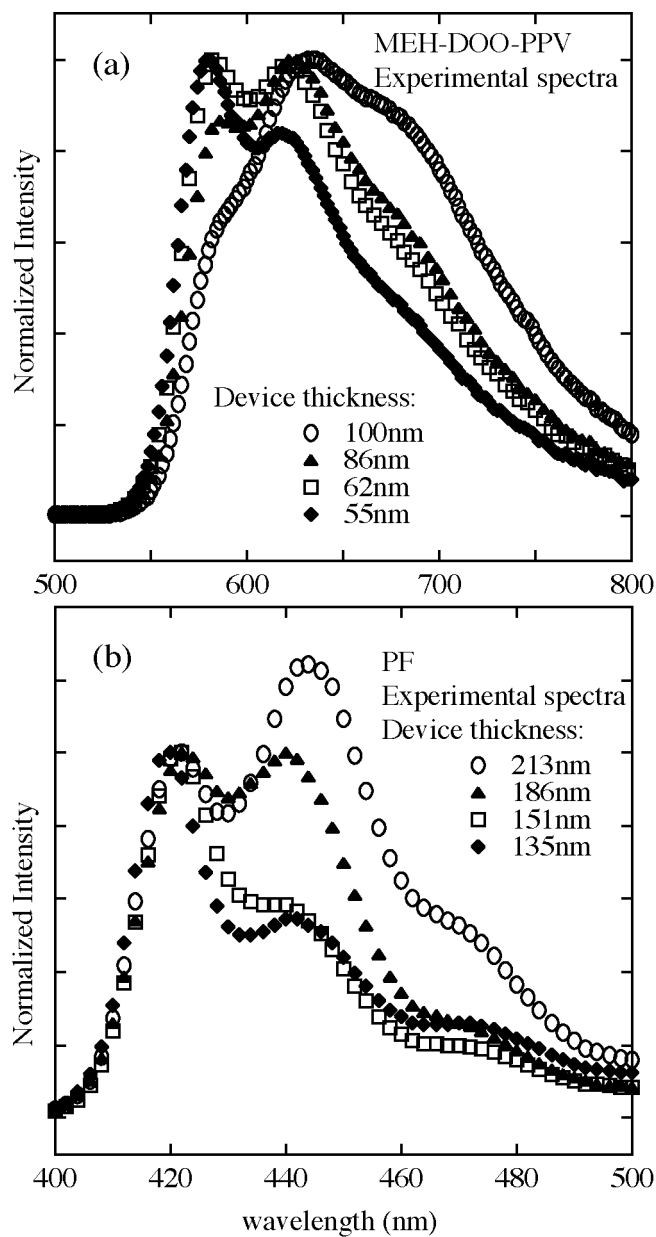 (a)
MEH-DOO-PPV
Experimental spectra
Normalized Intensity
Device thickness:
100nm
86nm
62nm
55nm
500 600 700 800
(b)
PF
Experimental spectra
Device thickness:
213nm
186nm
151nm
135nm
Normalized Intensity
400 420 440 460 480 500
wavelength (nm)